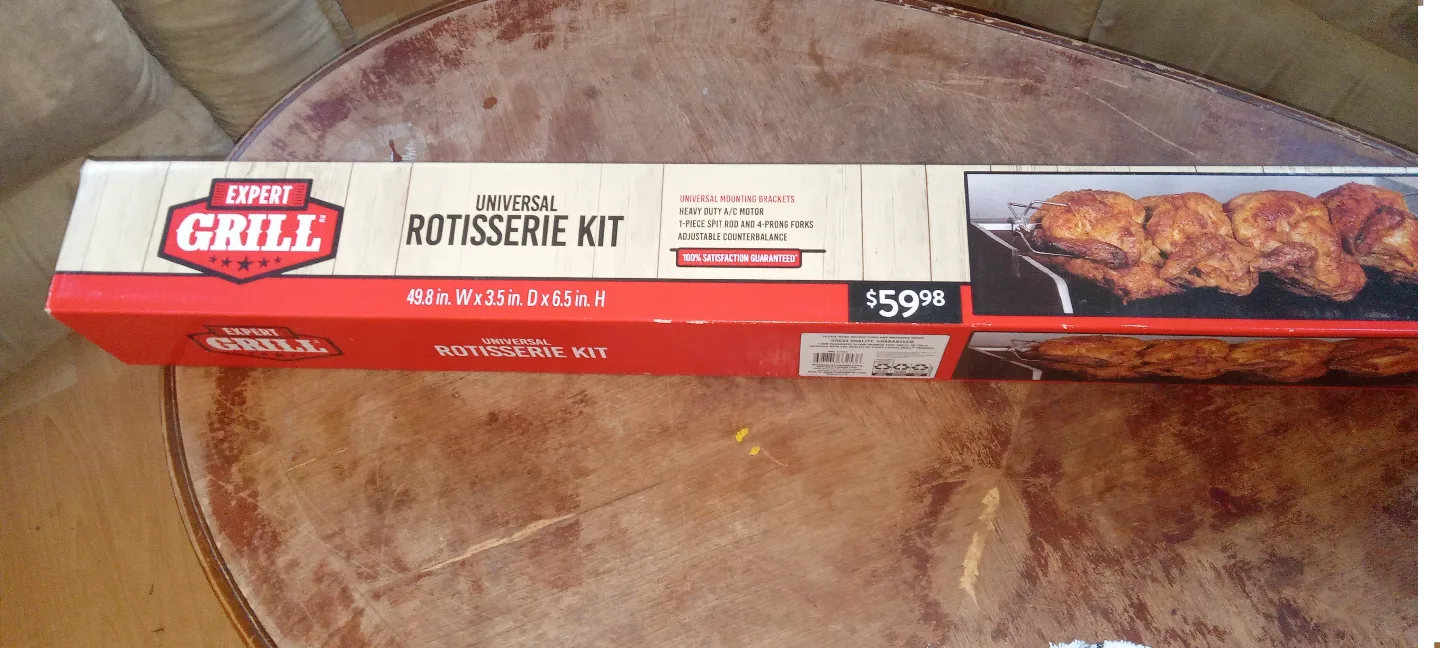 EXPERT
GRILL
UNIVERSAL
ROTISSERIE KIT
UNIVERSAL MOUNTING BRACKETS
HEAVY DUTY A/C MOTOR
1-PIECE SPIT ROD AND 4-PRONG FORKS
ADJUSTABLE COUNTERBALANCE
100% SATISFACTION GUARANTEED*
49.8 in. W x 3.5 in. D x 6.5 in. H
$5998
EXPERT
GRILL
UNIVERSAL
ROTISSERIE KIT
GREAT QUALITY. GUARANTEED.